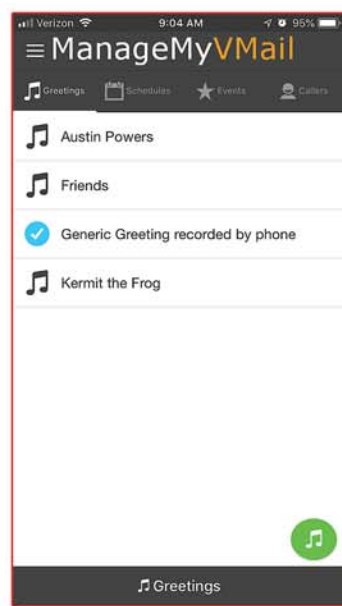 Verizon 9:04 AM 95%
ManageMyVMail
Greetings Schedules Events Callers
Austin Powers
Friends
Generic Greeting recorded by phone
Kermit the Frog
Greetings